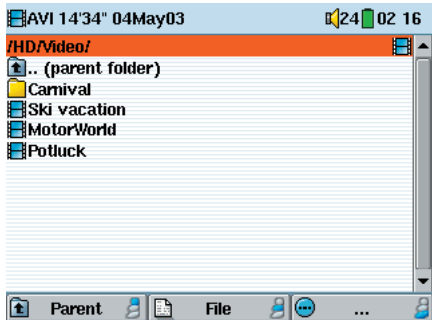 AVI 14'34" 04May03 24 02 16
/HD/Video/
.. (parent folder)
Carnival
Ski vacation
MotorWorld
Potluck
Parent File ...